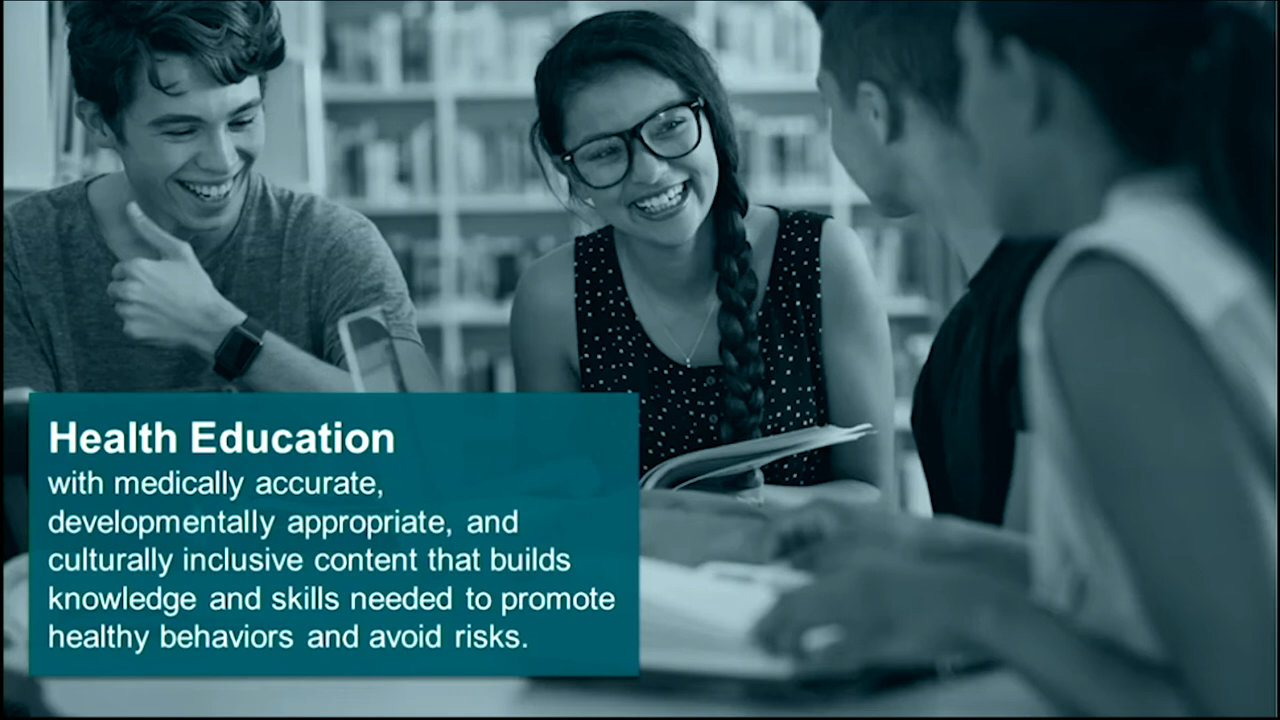 Health Education
with medically accurate,
developmentally appropriate, and
culturally inclusive content that builds
knowledge and skills needed to promote
healthy behaviors and avoid risks.